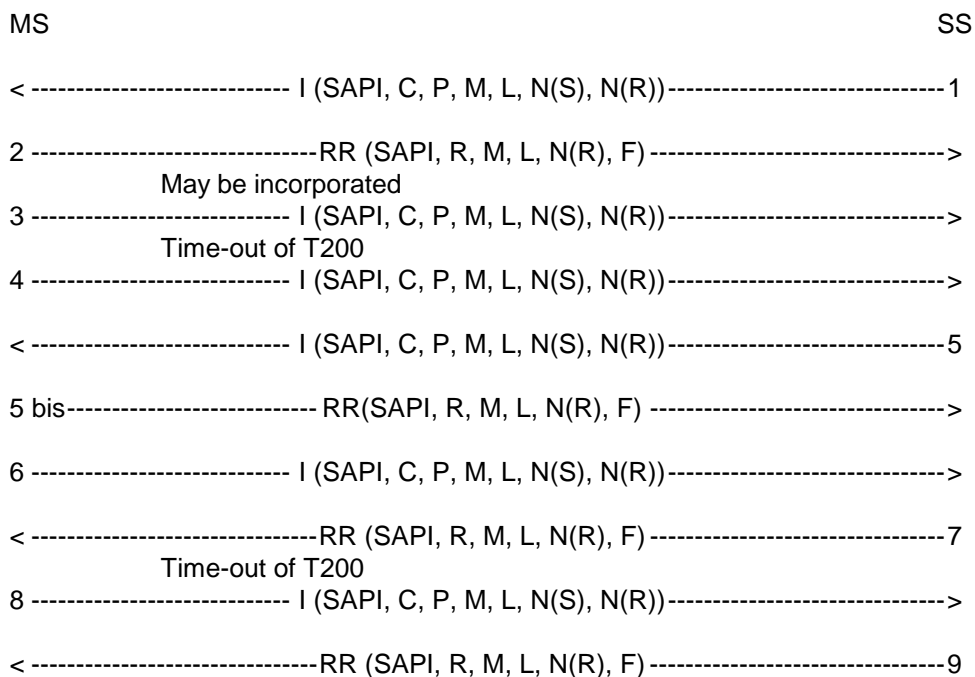 MS SS
< ----------------------------- I (SAPI, C, P, M, L, N(S), N(R))-------------------------------1
2 --------------------------------RR (SAPI, R, M, L, N(R), F) --------------------------------->
May be incorporated
3 ----------------------------- I (SAPI, C, P, M, L, N(S), N(R))------------------------------->
Time-out of T200
4 ----------------------------- I (SAPI, C, P, M, L, N(S), N(R))------------------------------->
< ----------------------------- I (SAPI, C, P, M, L, N(S), N(R))-------------------------------5
5 bis---------------------------- RR(SAPI, R, M, L, N(R), F) --------------------------------->
6 ----------------------------- I (SAPI, C, P, M, L, N(S), N(R))------------------------------->
< --------------------------------RR (SAPI, R, M, L, N(R), F) ---------------------------------7
Time-out of T200
8 ----------------------------- I (SAPI, C, P, M, L, N(S), N(R))------------------------------->
< --------------------------------RR (SAPI, R, M, L, N(R), F) ---------------------------------9